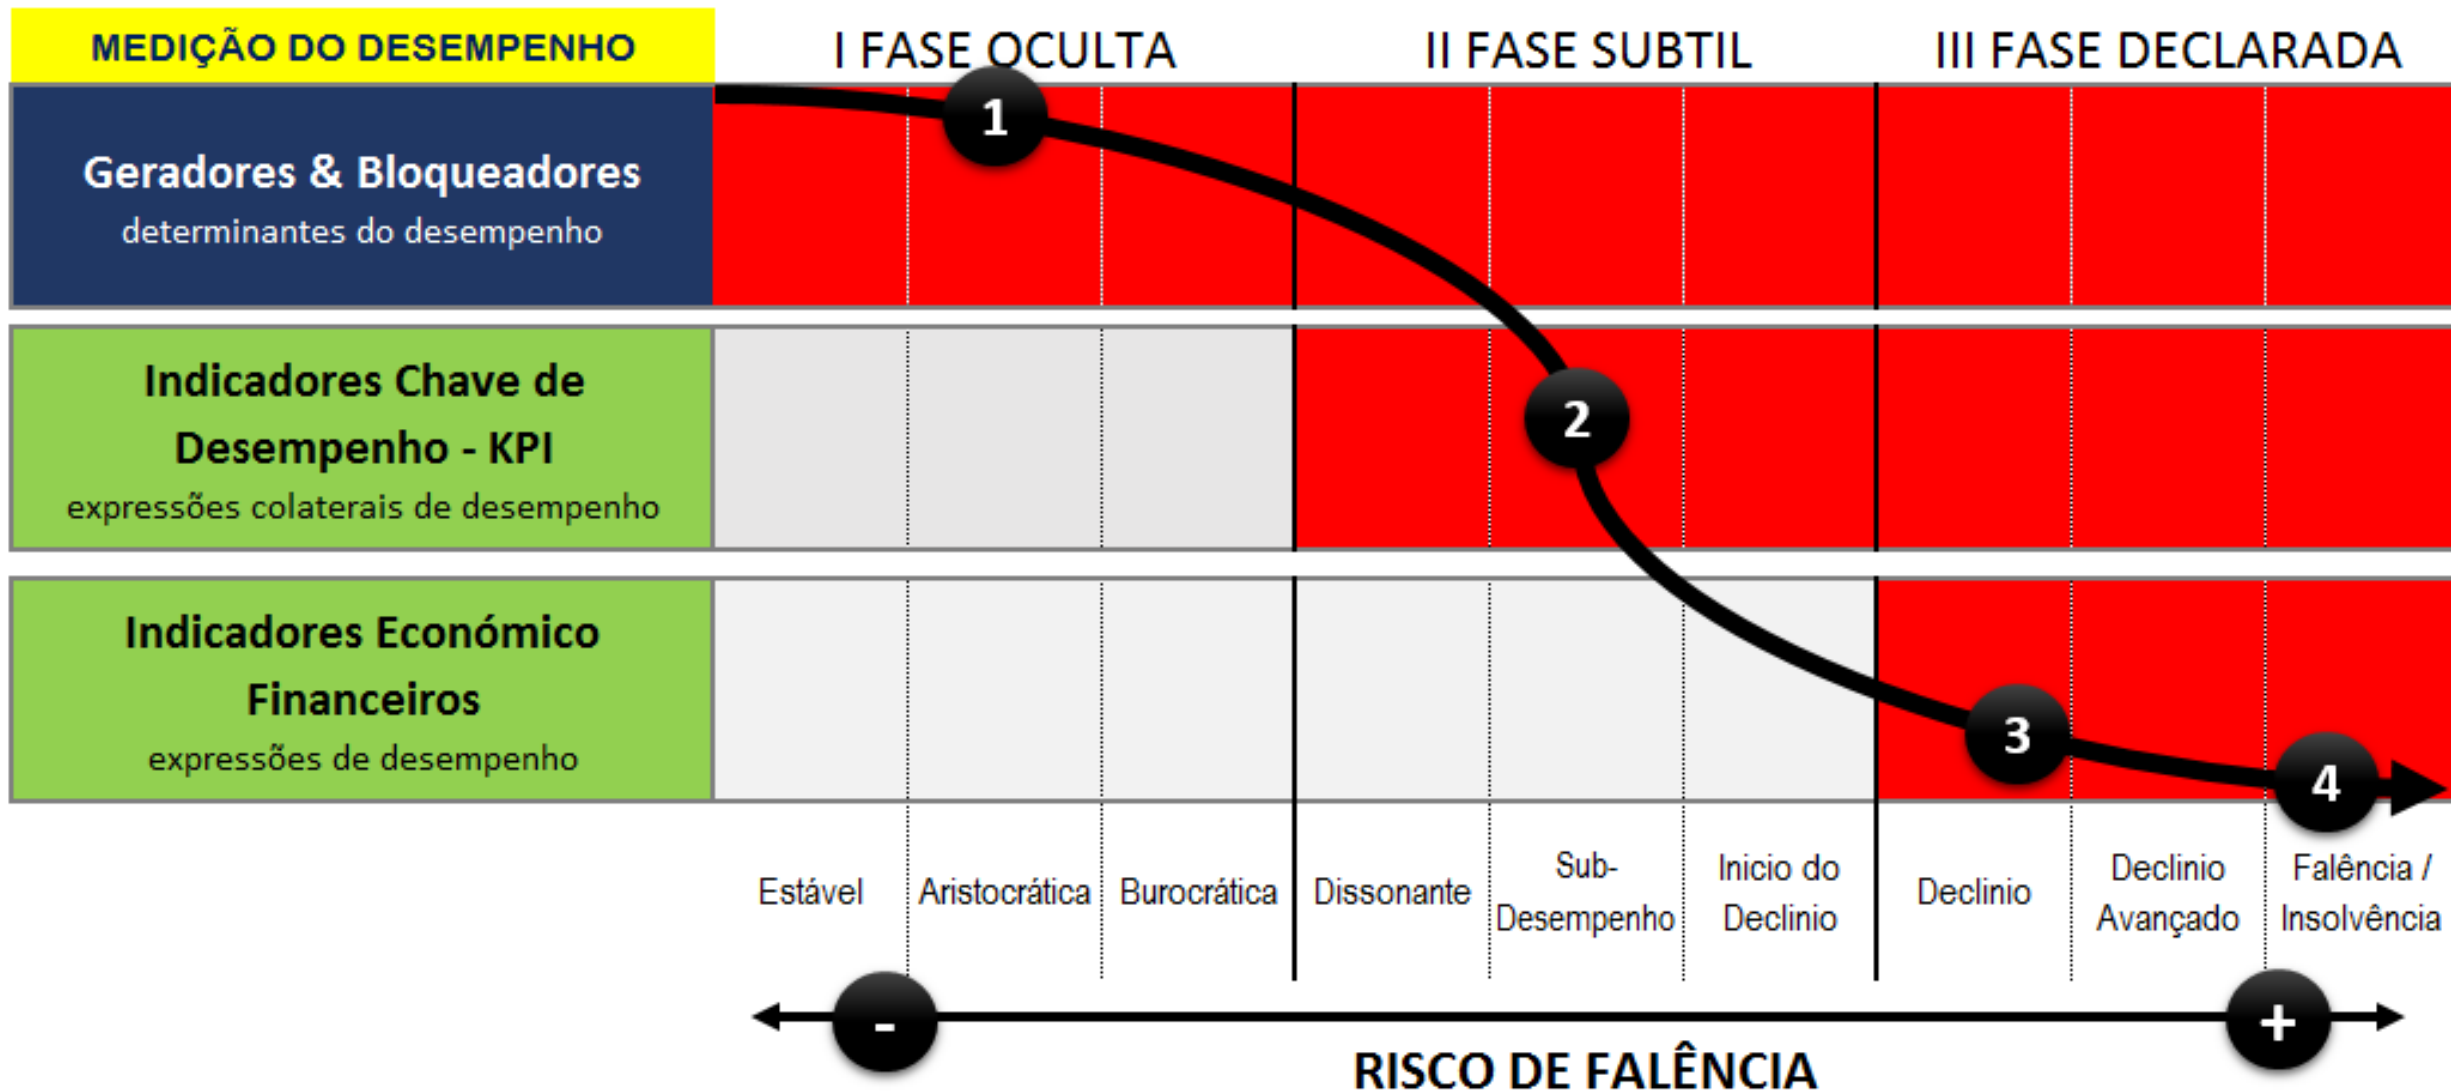 MEDIÇÃO DO DESEMPENHO
I FASE OCULTA
II FASE SUBTIL
III FASE DECLARADA
1
Geradores & Bloqueadores
determinantes do desempenho
Indicadores Chave de
Desempenho - KPI
expressões colaterais de desempenho
2
Indicadores Económico
Financeiros
expressões de desempenho
3
4
Estável
Aristocrática
Burocrática
Dissonante
Sub-
Desempenho
Inicio do
Declinio
Declinio
Declinio
Avançado
Falência /
Insolvência
-
+
RISCO DE FALÊNCIA